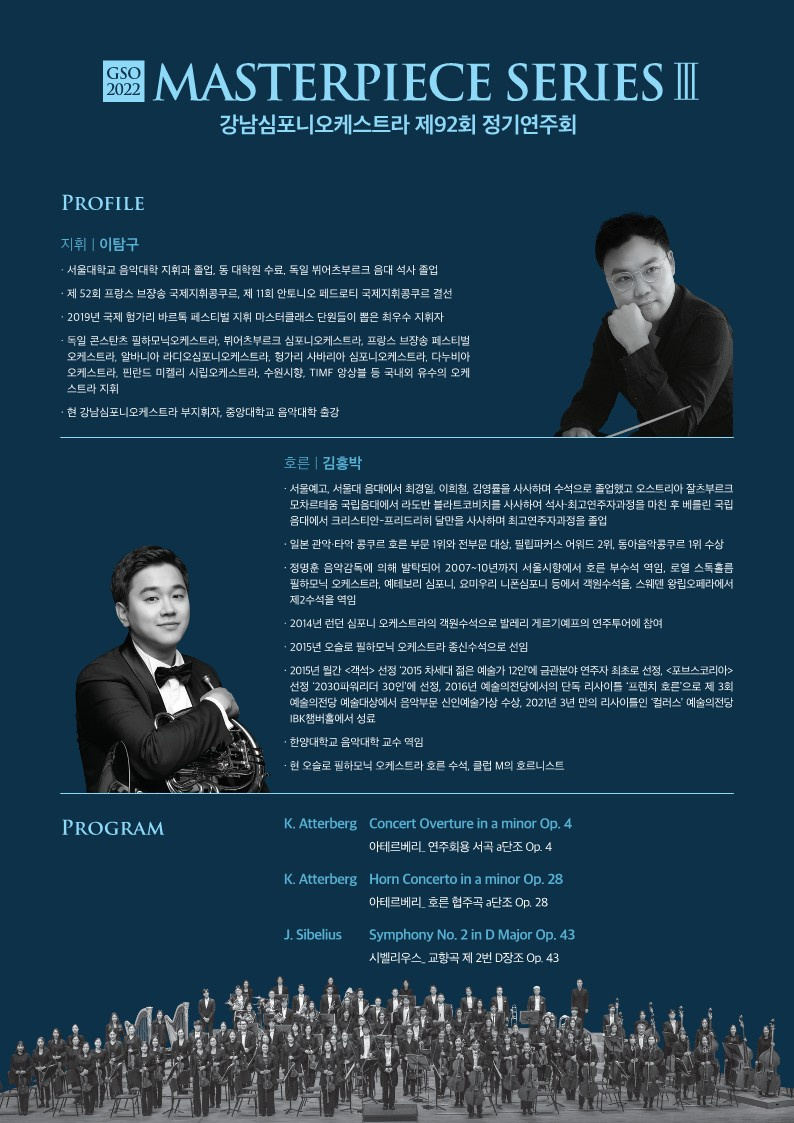 GSO
2022
MASTERPIECE SERIES Ⅲ
강남심포니오케스트라 제92회 정기연주회
PROFILE
지휘 | 이탐구
· 서울대학교 음악대학 지휘과 졸업, 동 대학원 수료, 독일 뷔어츠부르크 음대 석사 졸업
· 제 52회 프랑스 브장송 국제지휘콩쿠르, 제 11회 안토니오 페드로티 국제지휘콩쿠르 결선
· 2019년 국제 헝가리 바르톡 페스티벌 지휘 마스터클래스 단원들이 뽑은 최우수 지휘자
· 독일 콘스탄츠 필하모닉오케스트라, 뷔어츠부르크 심포니오케스트라, 프랑스 브장송 페스티벌
오케스트라, 알바니아 라디오심포니오케스트라, 헝가리 사바리아 심포니오케스트라, 다누비아
오케스트라, 핀란드 미켈리 시립오케스트라, 수원시향, TIMF 앙상블 등 국내외 유수의 오케
스트라 지휘
· 현 강남심포니오케스트라 부지휘자, 중앙대학교 음악대학 출강
호른 | 김홍박
· 서울예고, 서울대 음대에서 최경일, 이희철, 김영률을 사사하며 수석으로 졸업했고 오스트리아 잘츠부르크
모차르테움 국립음대에서 라도반 블라트코비치를 사사하여 석사·최고연주자과정을 마친 후 베를린 국립
음대에서 크리스티안-프리드리히 달만을 사사하며 최고연주자과정을 졸업
· 일본 관악·타악 콩쿠르 호른 부문 1위와 전부문 대상, 필립파커스 어워드 2위, 동아음악콩쿠르 1위 수상
· 정명훈 음악감독에 의해 발탁되어 2007~10년까지 서울시향에서 호른 부수석 역임, 로열 스톡홀름
필하모닉 오케스트라, 예테보리 심포니, 요미우리 니폰심포니 등에서 객원수석을, 스웨덴 왕립오페라에서
제2수석을 역임
· 2014년 런던 심포니 오케스트라의 객원수석으로 발레리 게르기예프의 연주투어에 참여
· 2015년 오슬로 필하모닉 오케스트라 종신수석으로 선임
· 2015년 월간 <객석> 선정 '2015 차세대 젊은 예술가 12인'에 금관분야 연주자 최초로 선정, <포브스코리아>
선정 '2030파워리더 30인'에 선정, 2016년 예술의전당에서의 단독 리사이틀 '프렌치 호른'으로 제 3회
예술의전당 예술대상에서 음악부문 신인예술가상 수상, 2021년 3년 만의 리사이틀인 '컬러스' 예술의전당
IBK챔버홀에서 성료
· 한양대학교 음악대학 교수 역임
· 현 오슬로 필하모닉 오케스트라 호른 수석, 클럽 M의 호르니스트
PROGRAM
K. Atterberg Concert Overture in a minor Op. 4
아테르베리_ 연주회용 서곡 a단조 Op. 4
K. Atterberg Horn Concerto in a minor Op. 28
아테르베리_ 호른 협주곡 a단조 Op. 28
J. Sibelius Symphony No. 2 in D Major Op. 43
시벨리우스_ 교향곡 제 2번 D장조 Op. 43